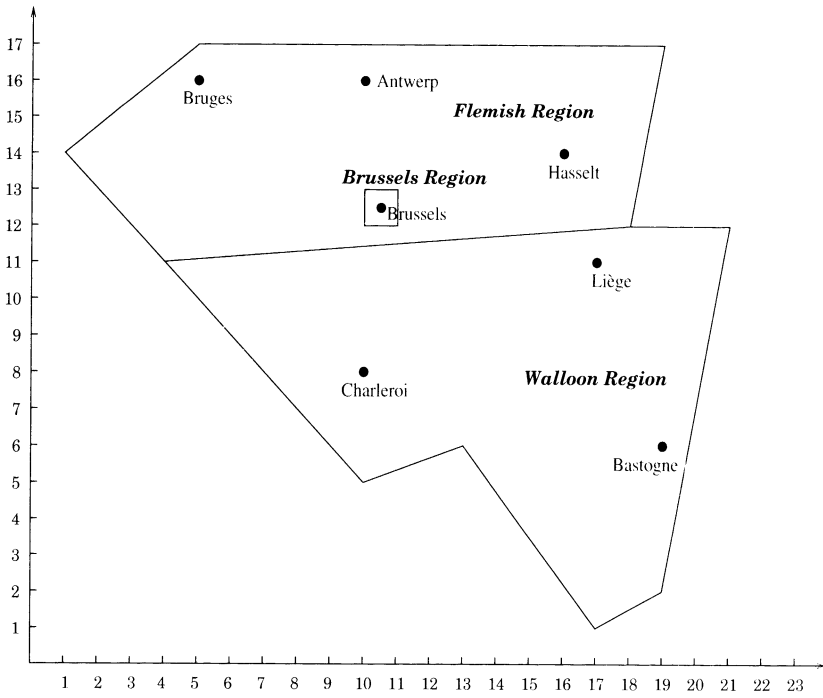 17
16
Bruges
Antwerp
15
Flemish Region
14
Hasselt
Brussels Region
13
Brussels
12
11
Liège
10
9
8
Charleroi
Walloon Region
7
6
Bastogne
5
4
3
2
1
1 2 3 4 5 6 7 8 9 10 11 12 13 14 15 16 17 18 19 20 21 22 23